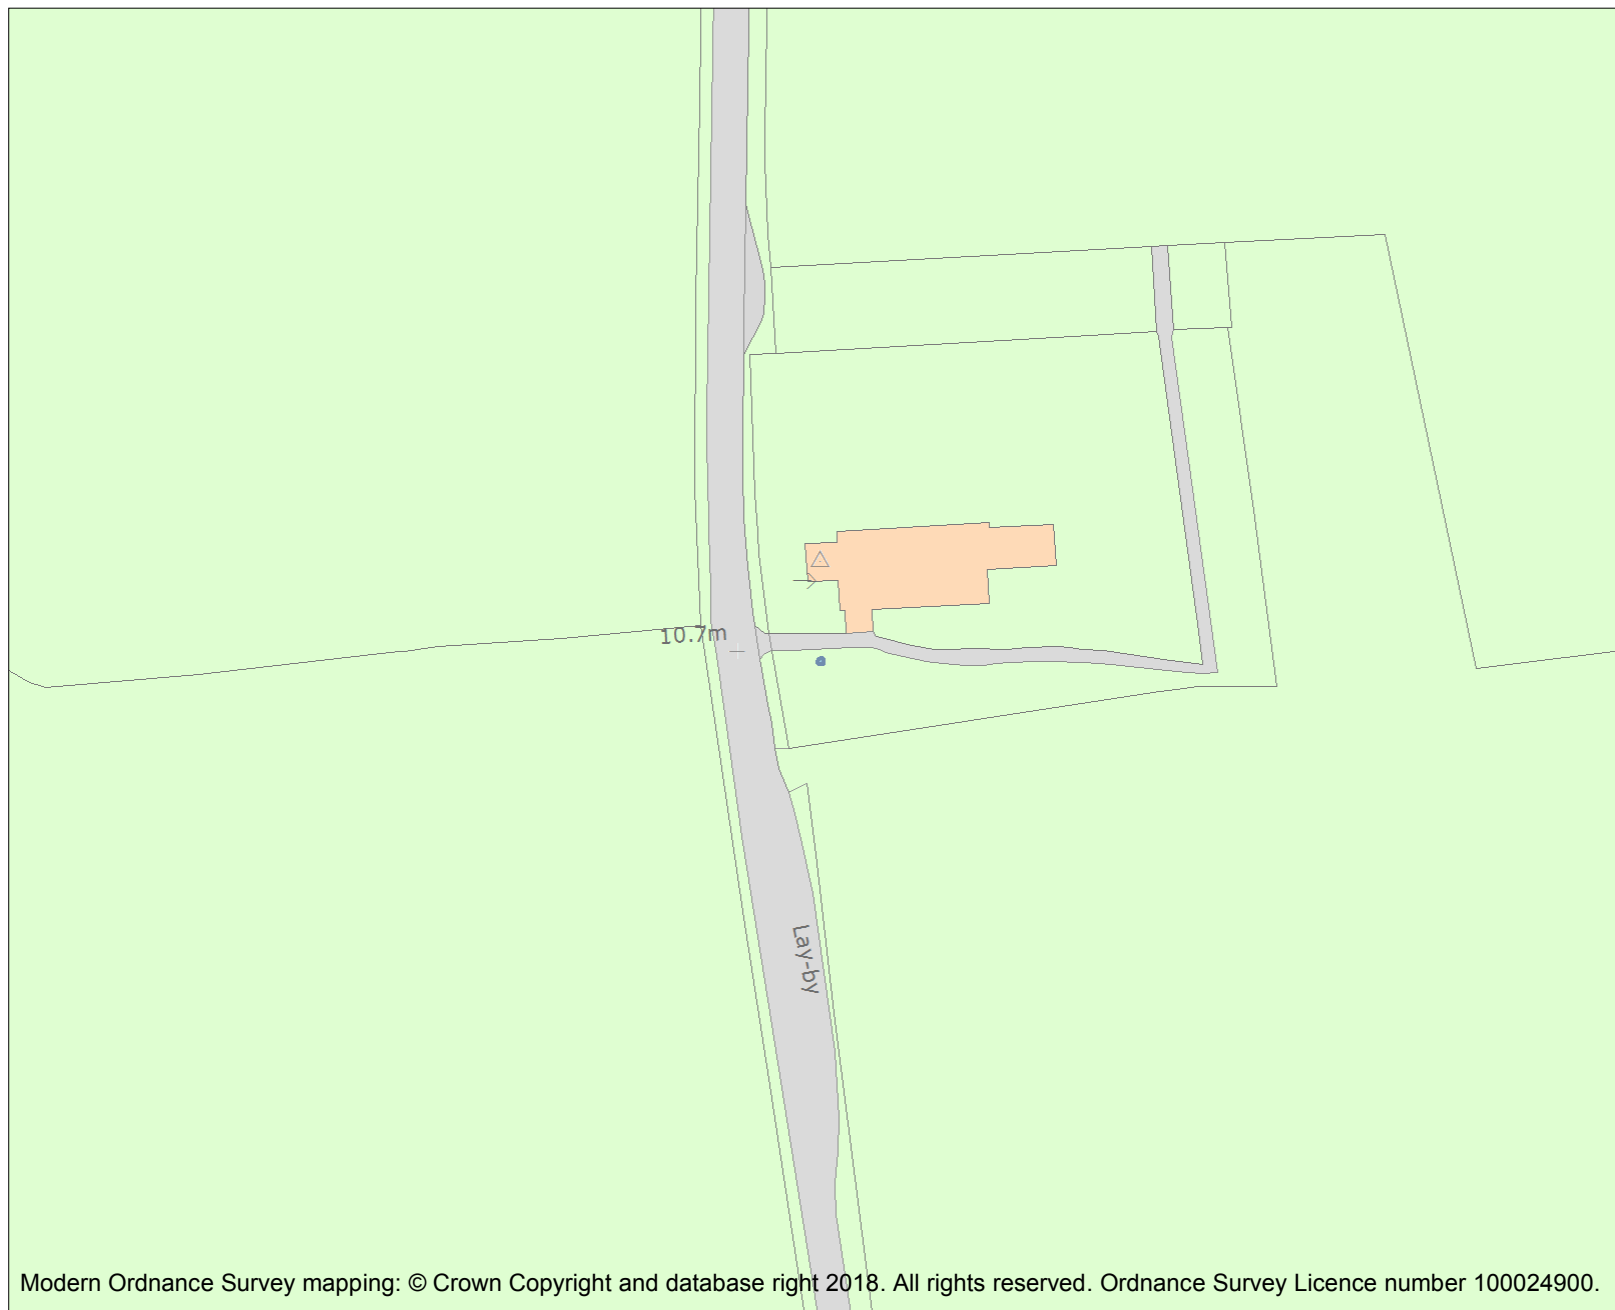 10.7m
Lay-by
Modern Ordnance Survey mapping: © Crown Copyright and database right 2018. All rights reserved. Ordnance Survey Licence number 100024900.